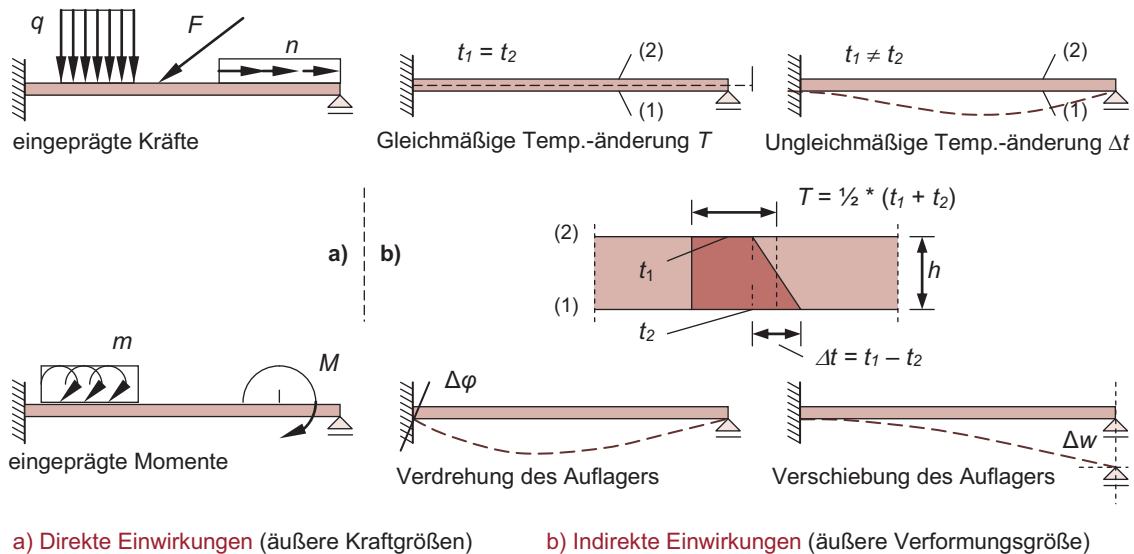 q
F
n
eingeprägte Kräfte
t₁ = t₂
(2)
(1)
Gleichmäßige Temp.-änderung T
t₁ ≠ t₂
(2)
(1)
Ungleichmäßige Temp.-änderung Δt
a)
b)
T = ½ * (t₁ + t₂)
(2)
t₁
h
(1)
t₂
Δt = t₁ – t₂
m
M
eingeprägte Momente
Δφ
Verdrehung des Auflagers
Δw
Verschiebung des Auflagers
a) Direkte Einwirkungen (äußere Kraftgrößen)
b) Indirekte Einwirkungen (äußere Verformungsgröße)